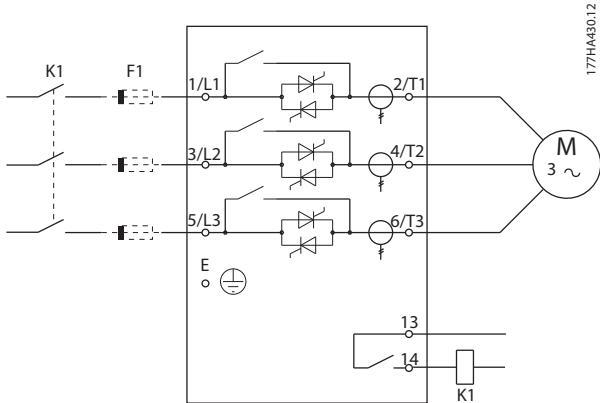 177HA430.12
K1 F1 1/L1 2/T1
3/L2 4/T2
M
3 ~
5/L3 6/T3
E
13
14
K1